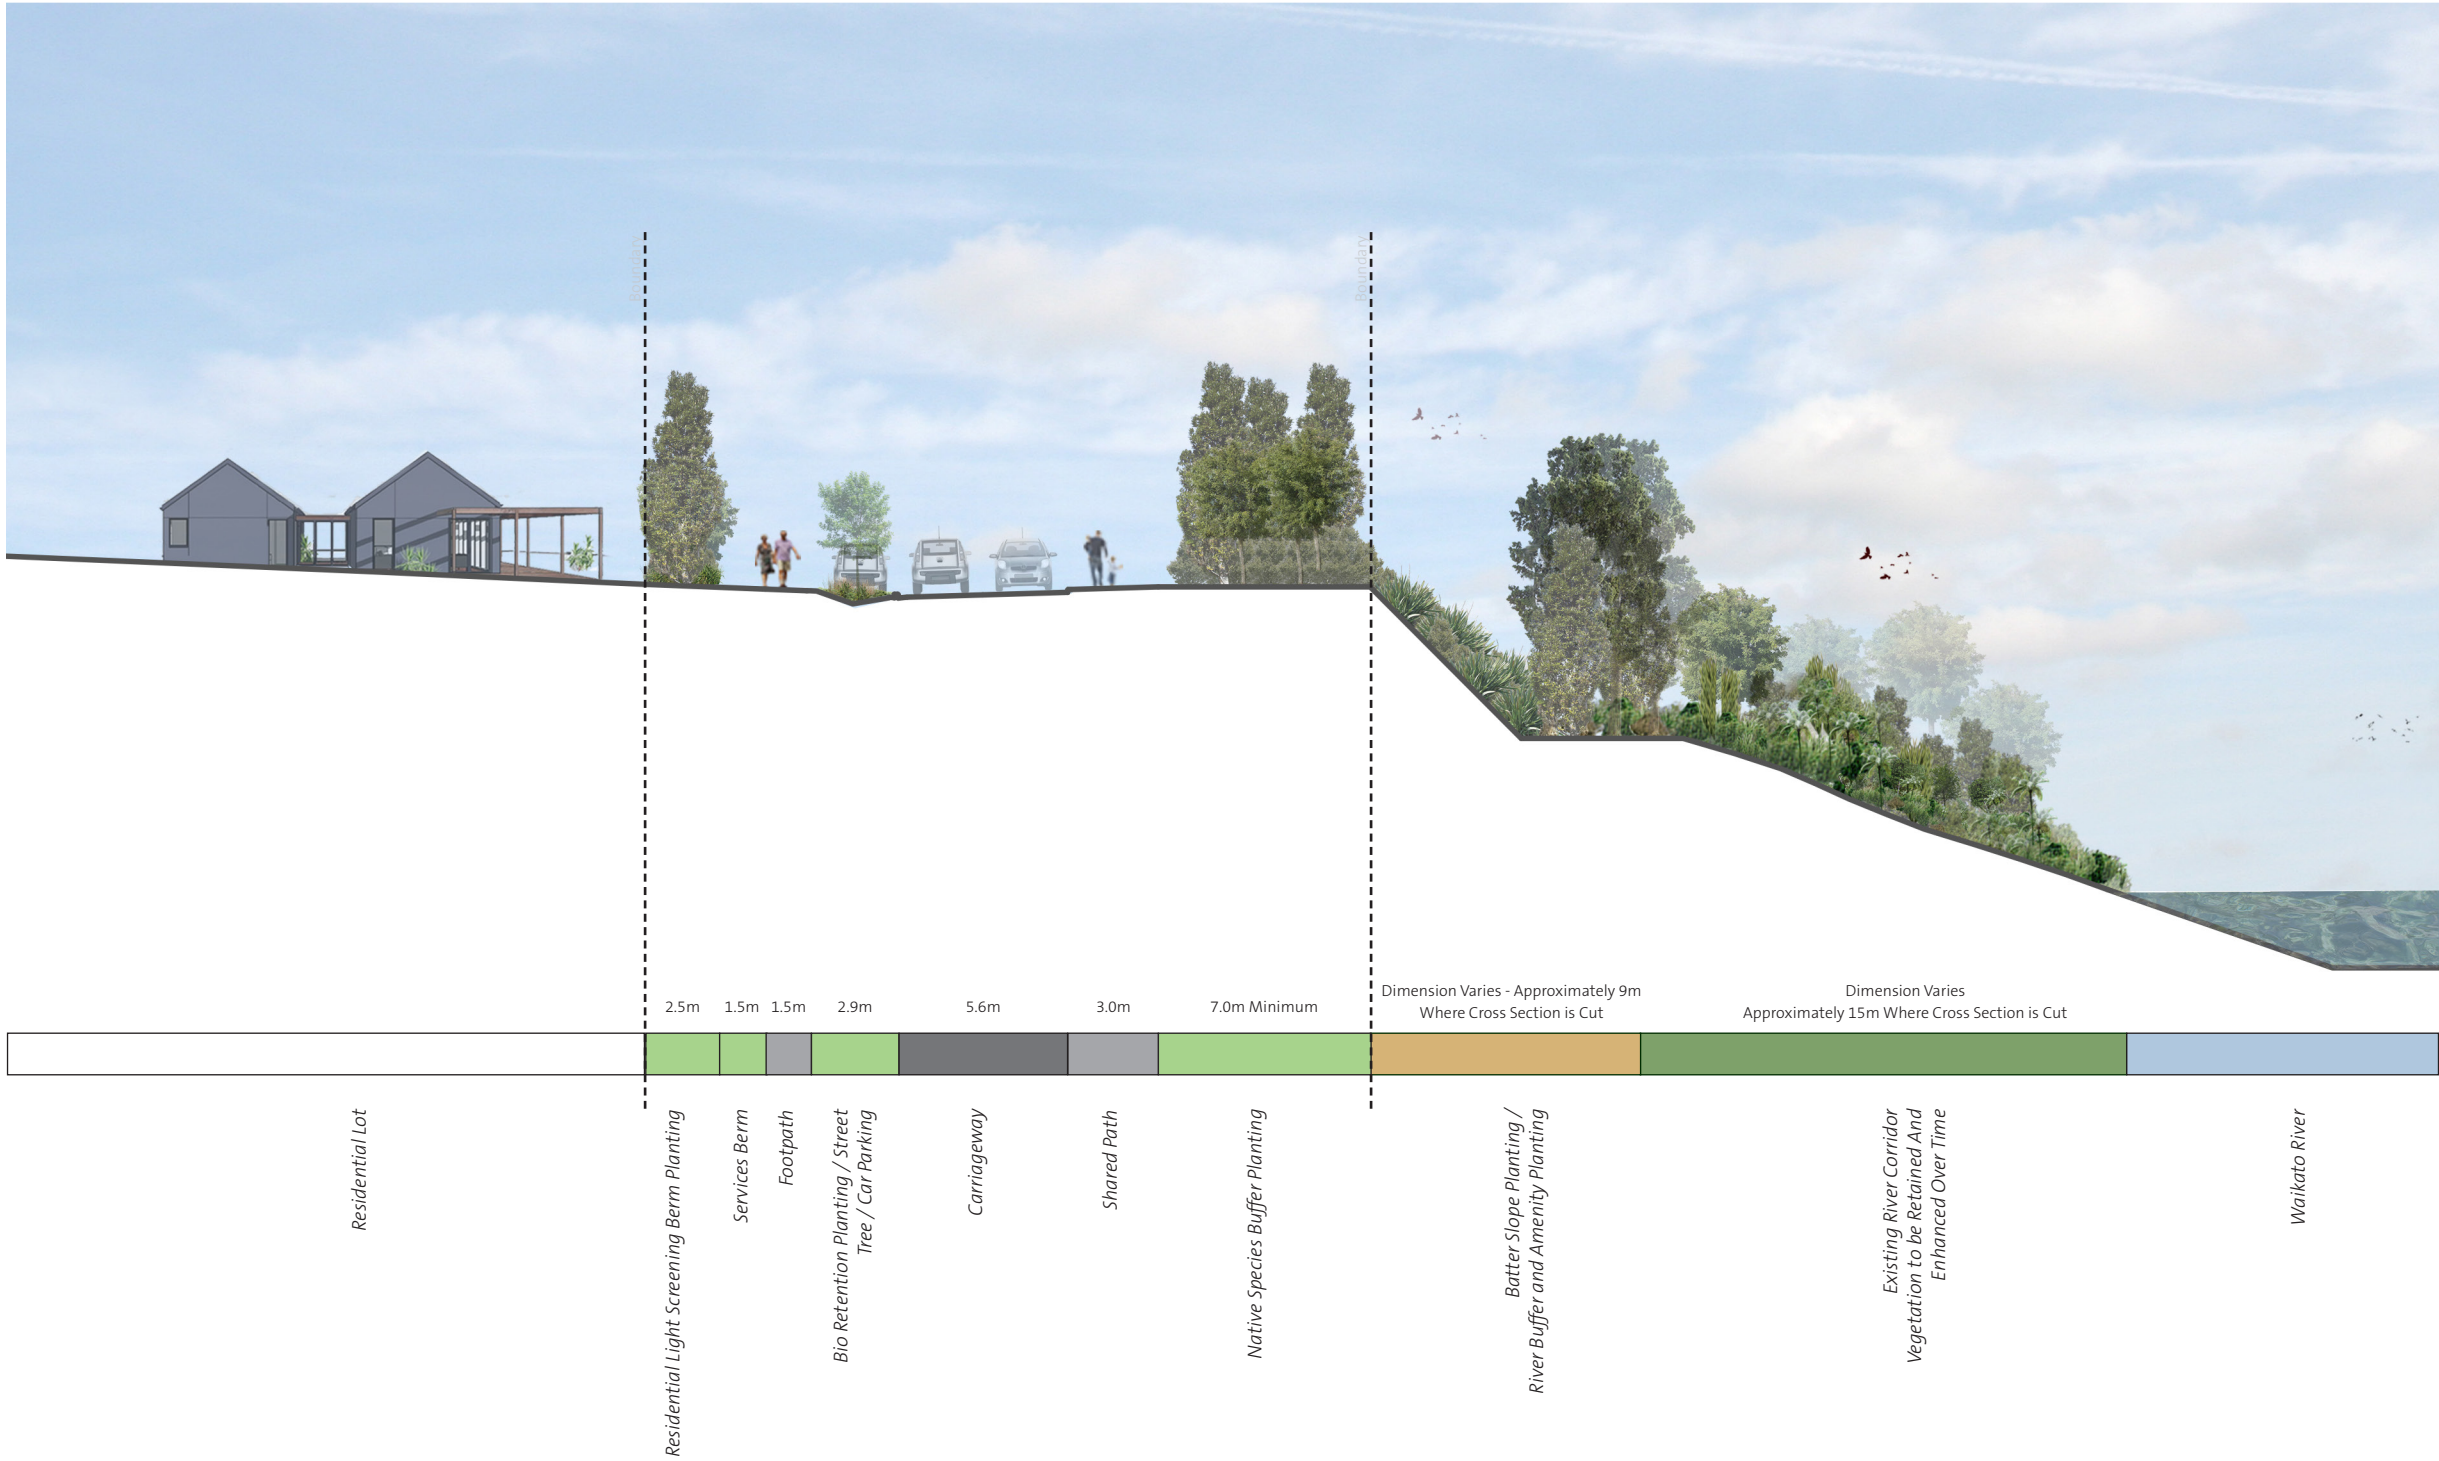 Boundary
Boundary
2.5m
1.5m
1.5m
2.9m
5.6m
3.0m
7.0m Minimum
Dimension Varies - Approximately 9m
Where Cross Section is Cut
Dimension Varies
Approximately 15m Where Cross Section is Cut
Residential Lot
Residential Light Screening Berm Planting
Services Berm
Footpath
Bio Retention Planting / Street
Tree / Car Parking
Carriageway
Shared Path
Native Species Buffer Planting
Batter Slope Planting /
River Buffer and Amenity Planting
Existing River Corridor
Vegetation to be Retained And
Enhanced Over Time
Waikato River